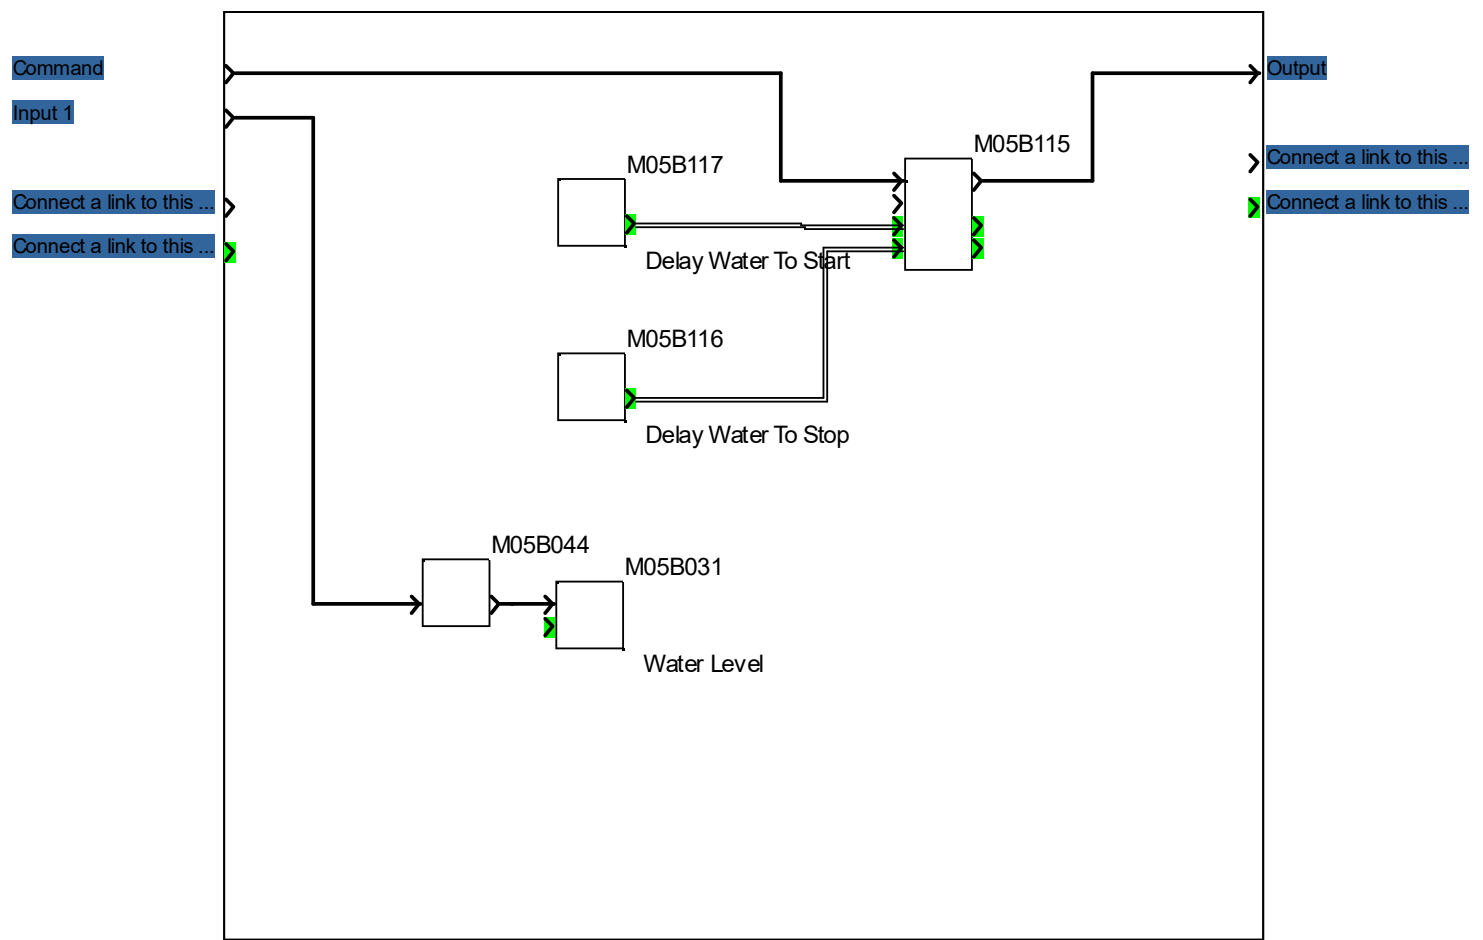 Command
Output
Input 1
M05B115
Connect a link to this ...
M05B117
Connect a link to this ...
Connect a link to this ...
Connect a link to this ...
Delay Water To Start
M05B116
Delay Water To Stop
M05B044
M05B031
Water Level